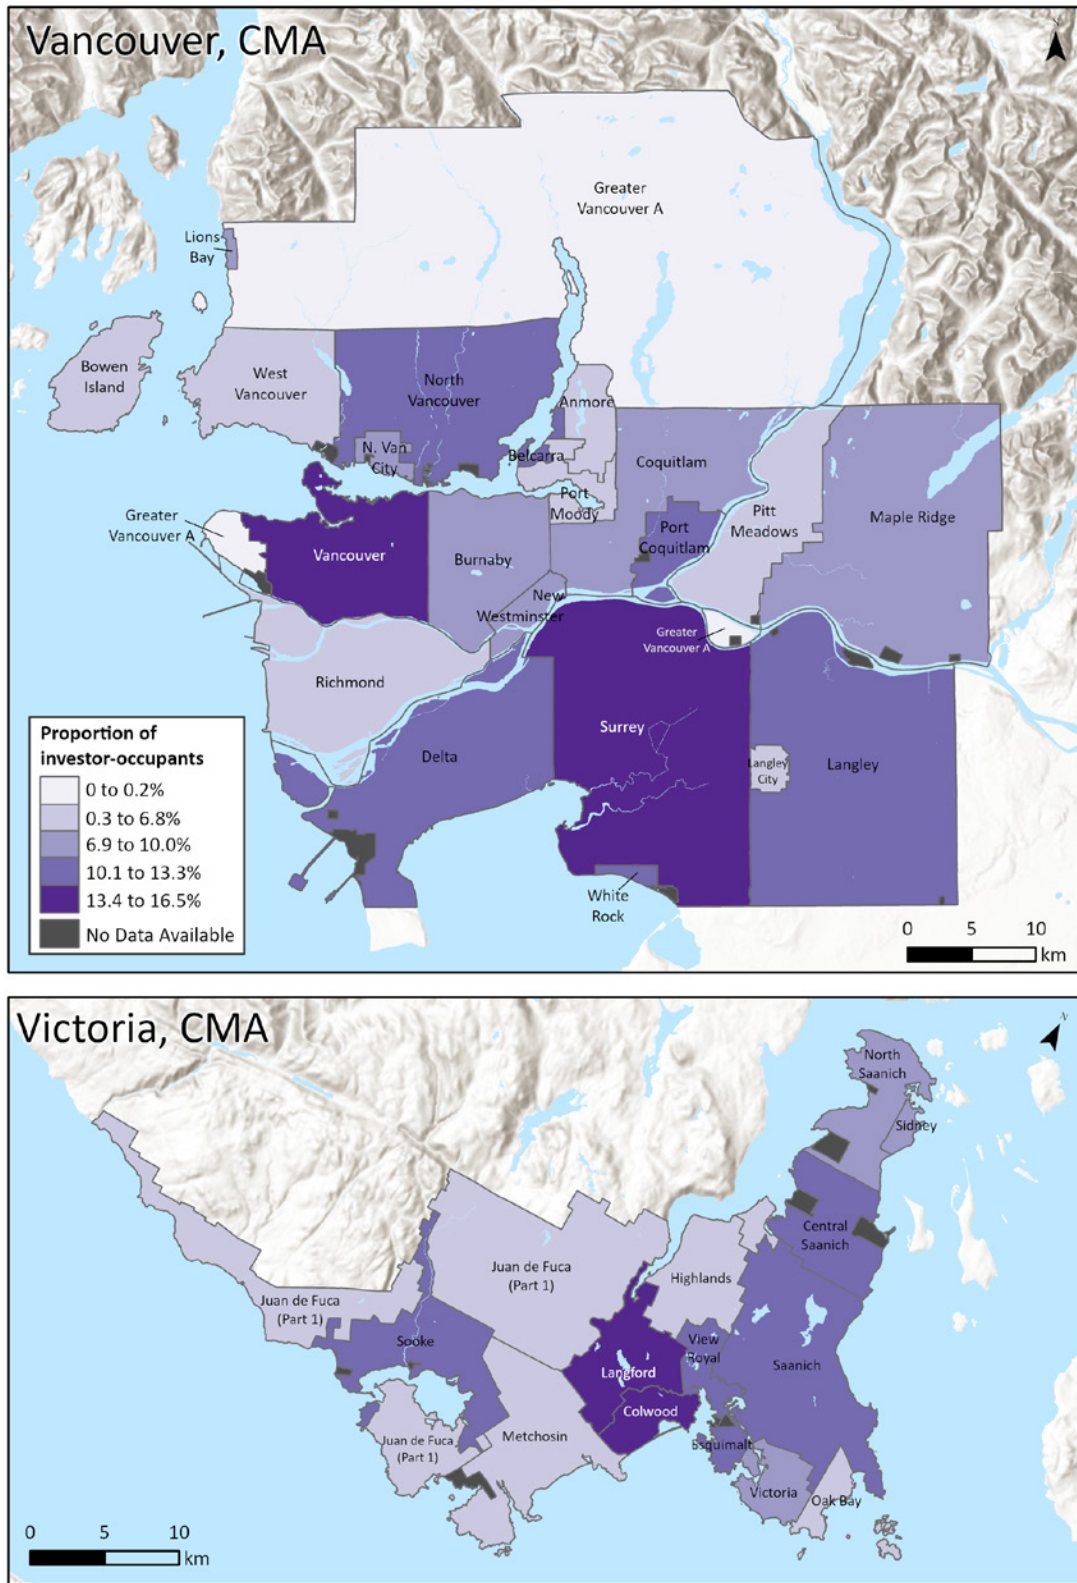 Vancouver, CMA
Greater
Vancouver A
Lions
Bay
Bowen
Island
West
Vancouver
North
Vancouver
Anmore
N. Van
City
Belcarra
Coquitlam
Port
Moody
Greater
Vancouver A
Vancouver
Burnaby
Port
Coquitlam
Pitt
Meadows
Maple Ridge
New
Westminster
Greater
Vancouver A
Richmond
Surrey
Delta
Langley
City
Langley
White
Rock
Proportion of
investor-occupants
0 to 0.2%
0.3 to 6.8%
6.9 to 10.0%
10.1 to 13.3%
13.4 to 16.5%
No Data Available
0 5 10
km
Victoria, CMA
N
North
Saanich
Sidney
Central
Saanich
Juan de Fuca
(Part 1)
Highlands
Juan de Fuca
(Part 1)
Sooke
View
Royal
Saanich
Langford
Colwood
Metchosin
Juan de Fuca
(Part 1)
Esquimalt
Victoria
Oak Bay
0 5 10
km